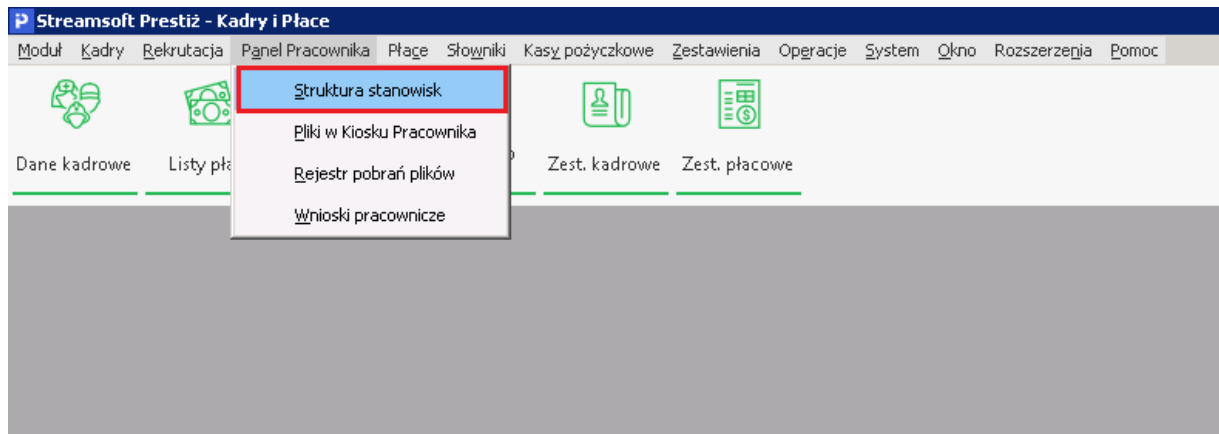 Streamsoft Prestiż - Kadry i Płace
Moduł Kadry Rekrutacja Panel Pracownika Płace Słowniki Kasy pożyczkowe Zestawienia Operacje System Okno Rozszerzenia Pomoc
Struktura stanowisk
Pliki w Kiosku Pracownika
Rejestr pobrań plików
Wnioski pracownicze
Dane kadrowe Listy Zest. kadrowe Zest. płacowe